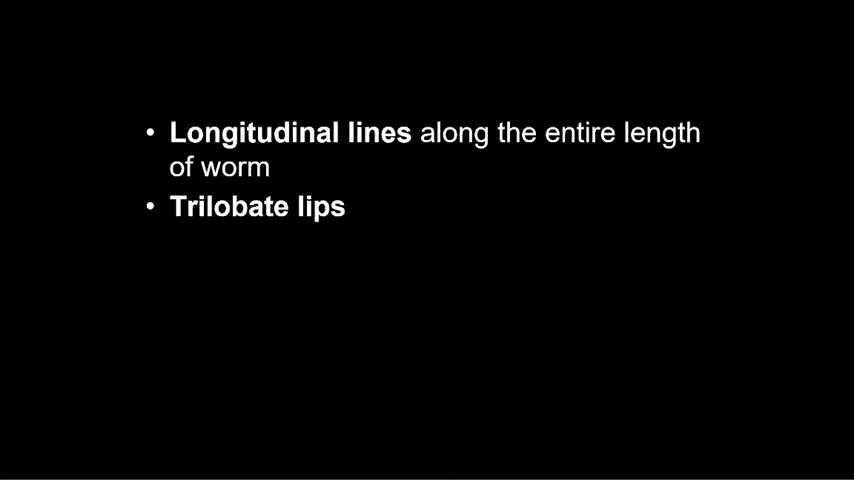 • Longitudinal lines along the entire length
of worm
• Trilobate lips